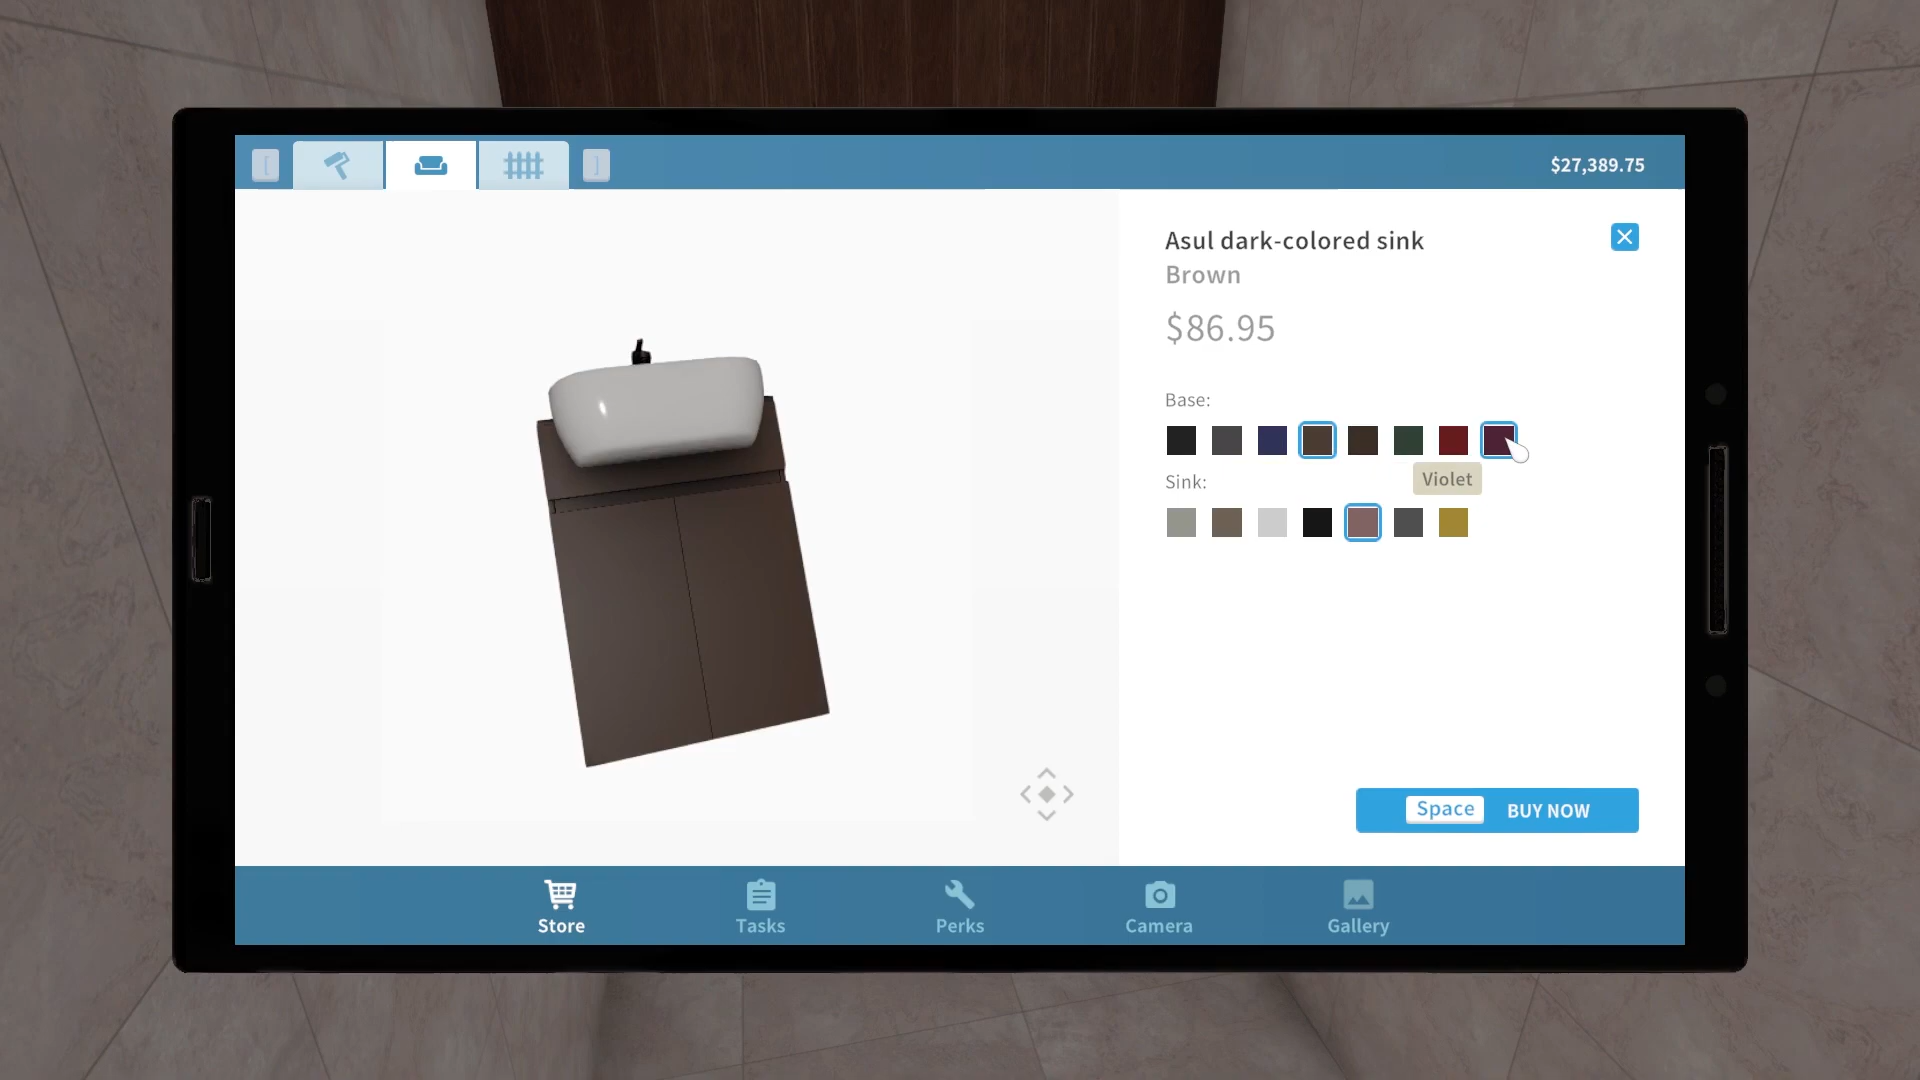 [
]
$27,389.75
Asul dark-colored sink
Brown
$86.95
Base:
Violet
Sink:
Space BUY NOW
Store
Tasks
Perks
Camera
Gallery